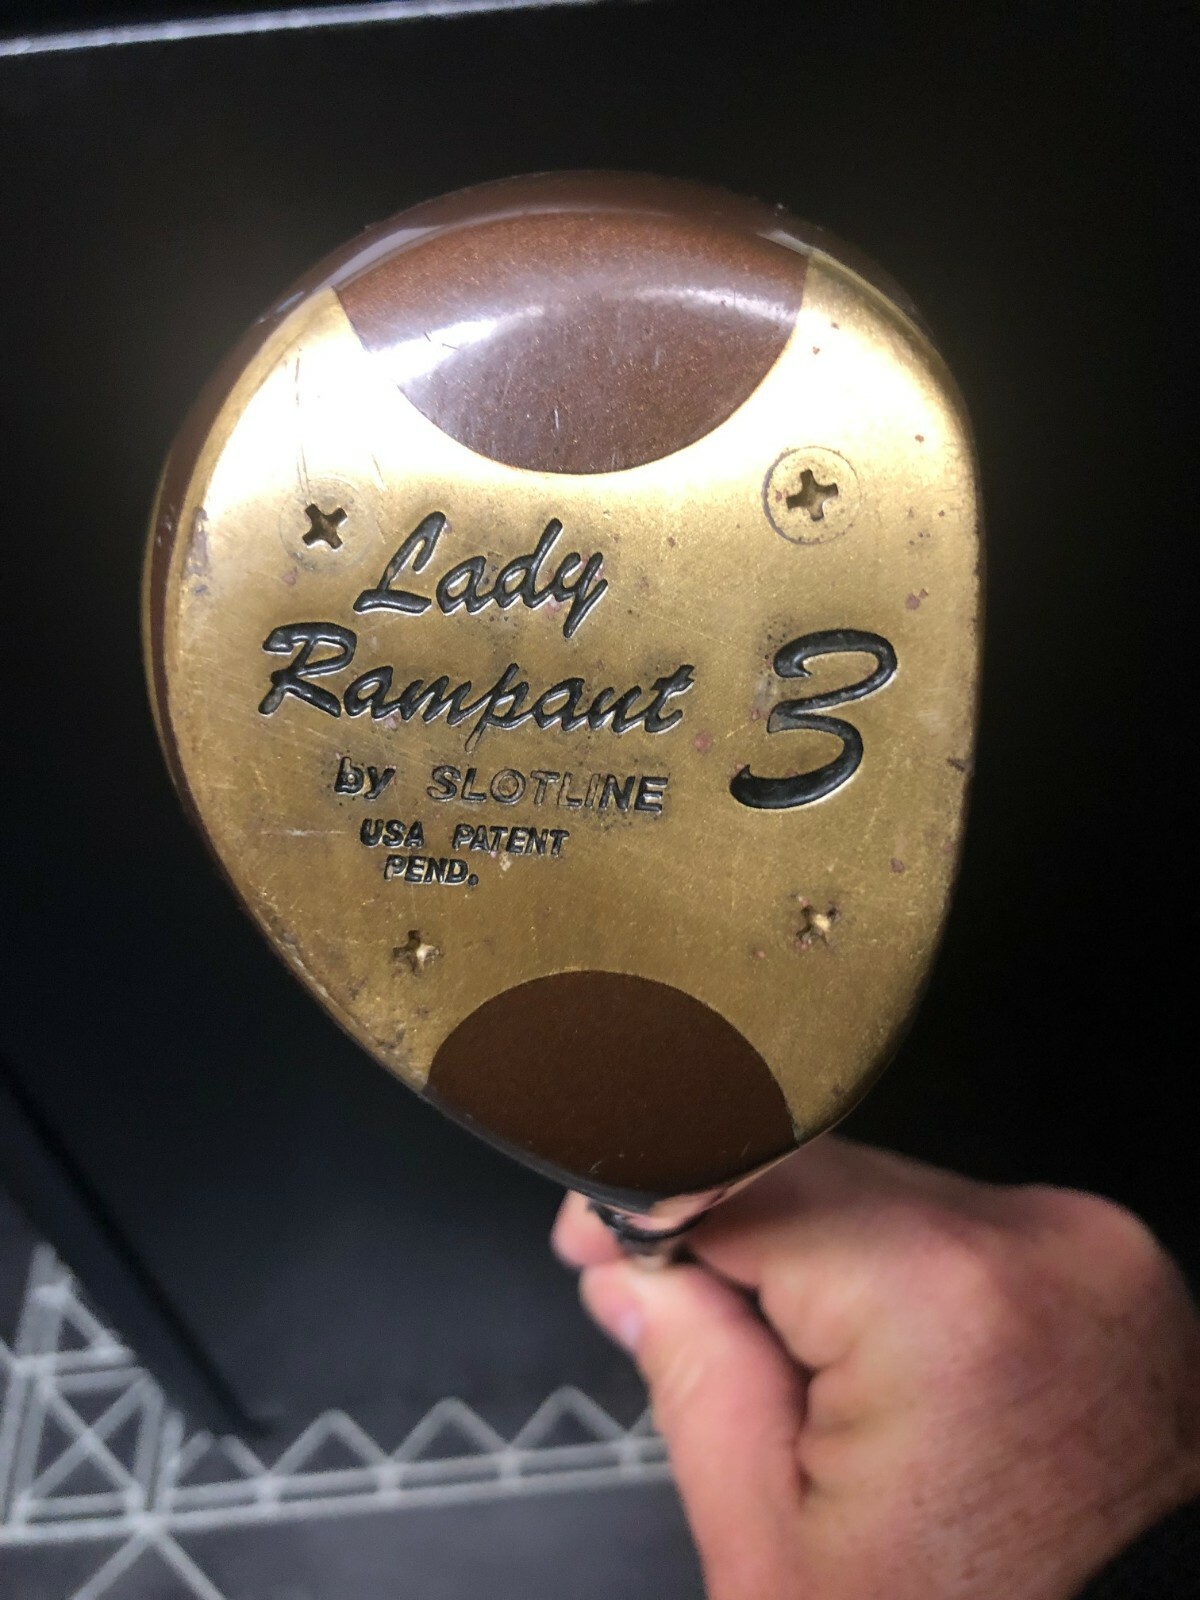 Lady
Rampant
3
by SLOTLINE
USA PATENT
PEND.